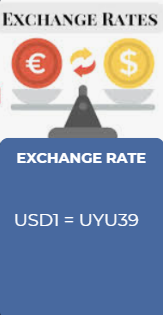 EXCHANGE RATES
€ $
EXCHANGE RATE
USD1 = UYU39